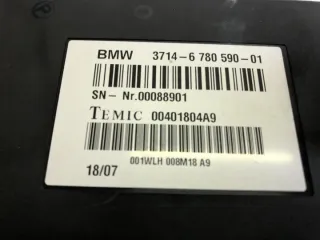 BMW 3714-6 780 590-01
SN- Nr.00088901
TEMIC 00401804A9
001WLH 008M18 A9
18/07